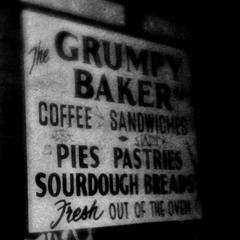 The GRUMPY
BAKER
COFFEE SANDWICHES
PIES PASTRIES
SOURDOUGH BREADS
Fresh OUT OF THE OVEN